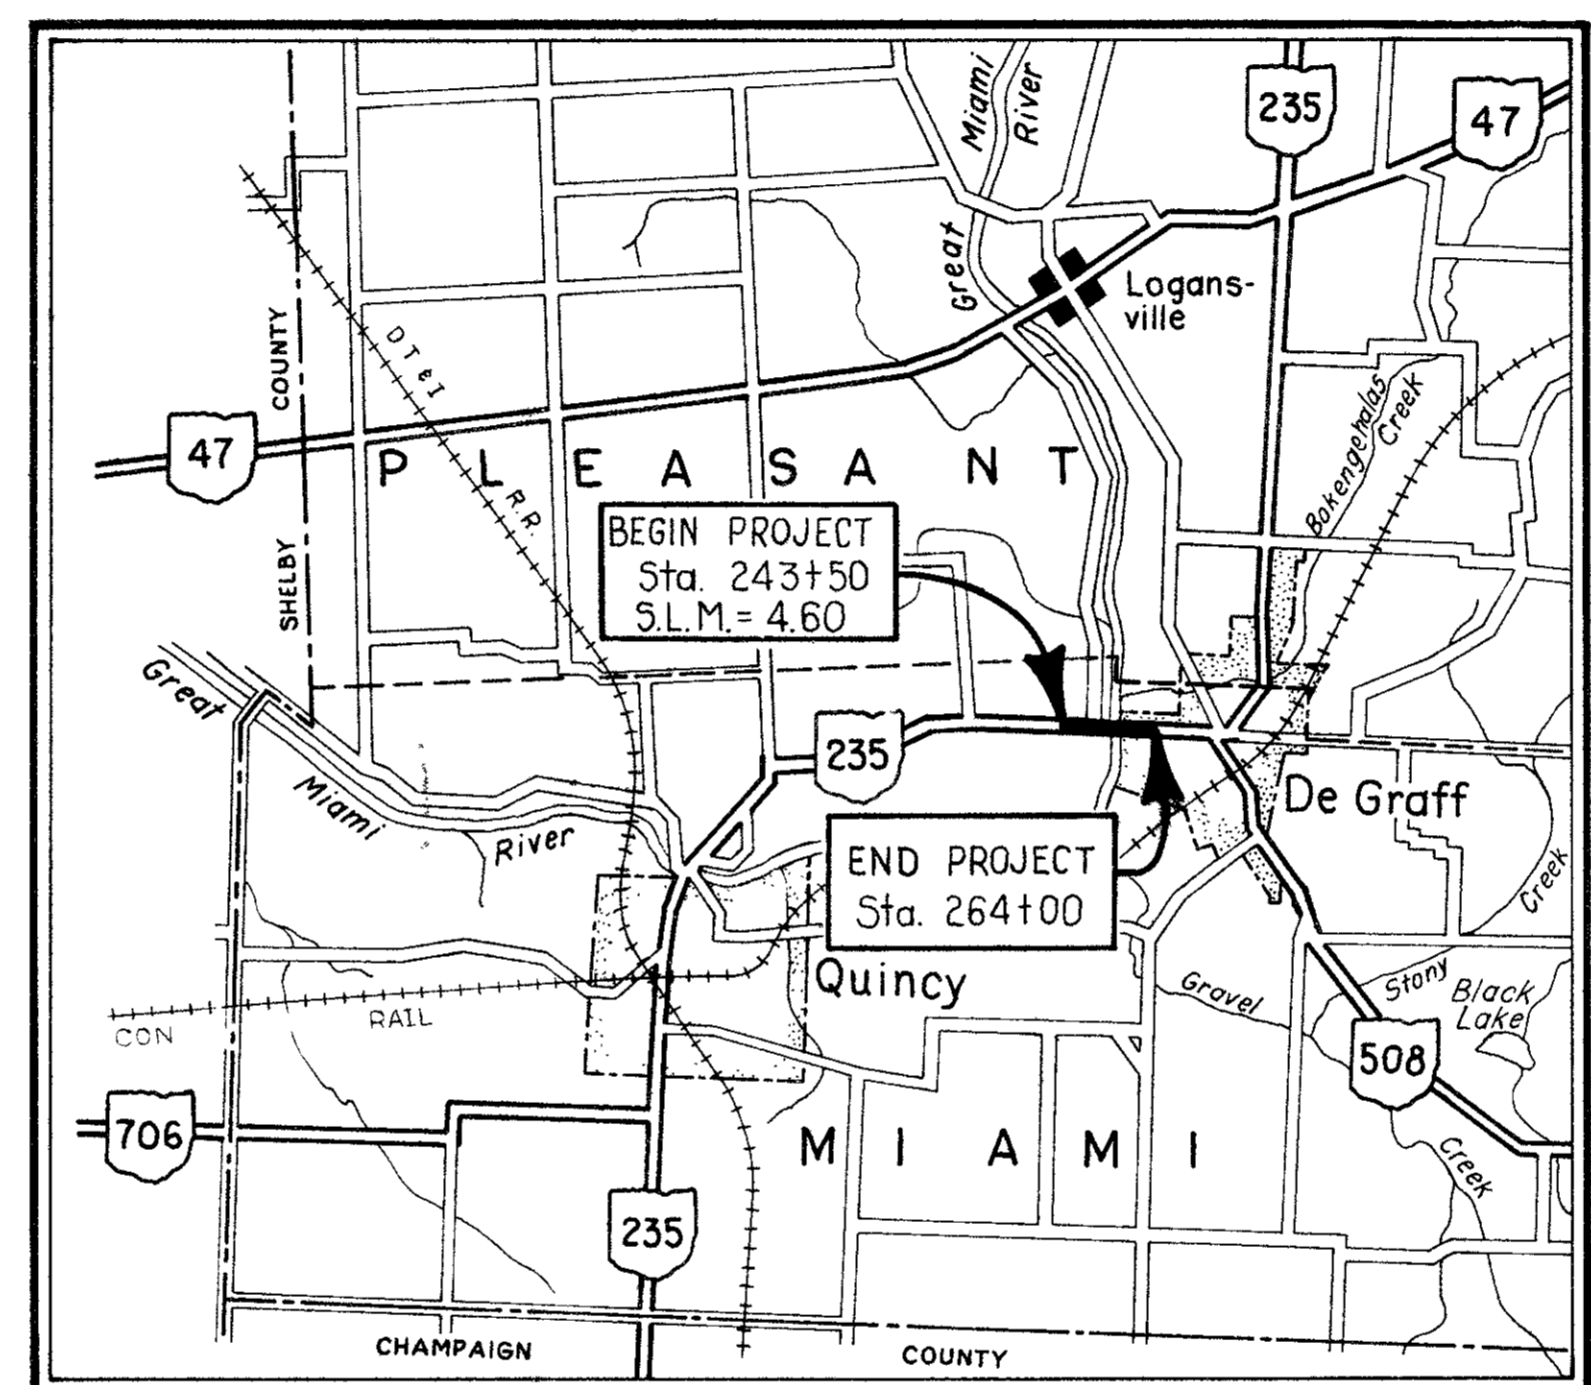 Miami
River
235
47
Great
Logans-
ville
COUNTY
D T & I
Bokengehalas
Creek
47
P L E A S A N T
R.R.
BEGIN PROJECT
Sta. 243+50
S.L.M. = 4.60
SHELBY
Great
235
De Graff
Miami
River
END PROJECT
Sta. 264+00
Creek
Quincy
Gravel
Stony
Black
Lake
CON RAIL
508
706
M I A M I
Creek
235
CHAMPAIGN COUNTY